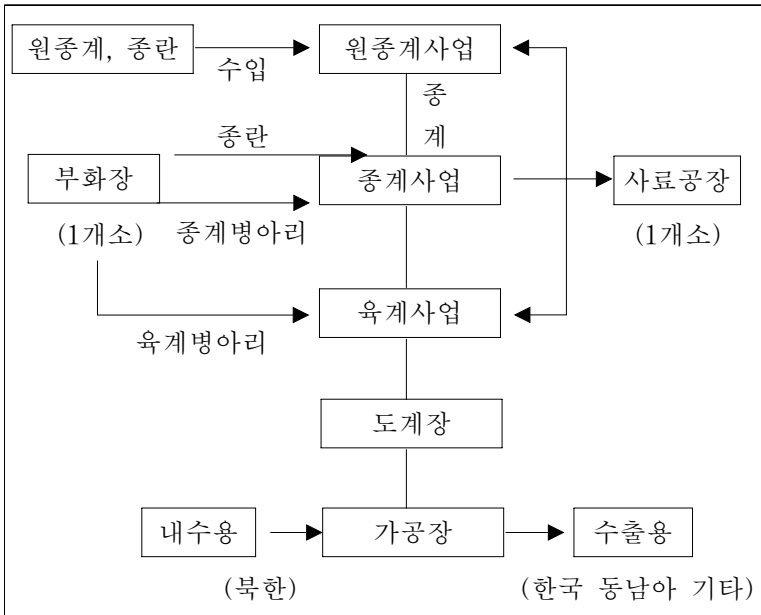 원종계, 종란
수입
원종계사업
종
계
종란
부화장
종계사업
사료공장
(1개소)
종계병아리
(1개소)
육계사업
육계병아리
도계장
내수용
가공장
수출용
(북한)
(한국 동남아 기타)